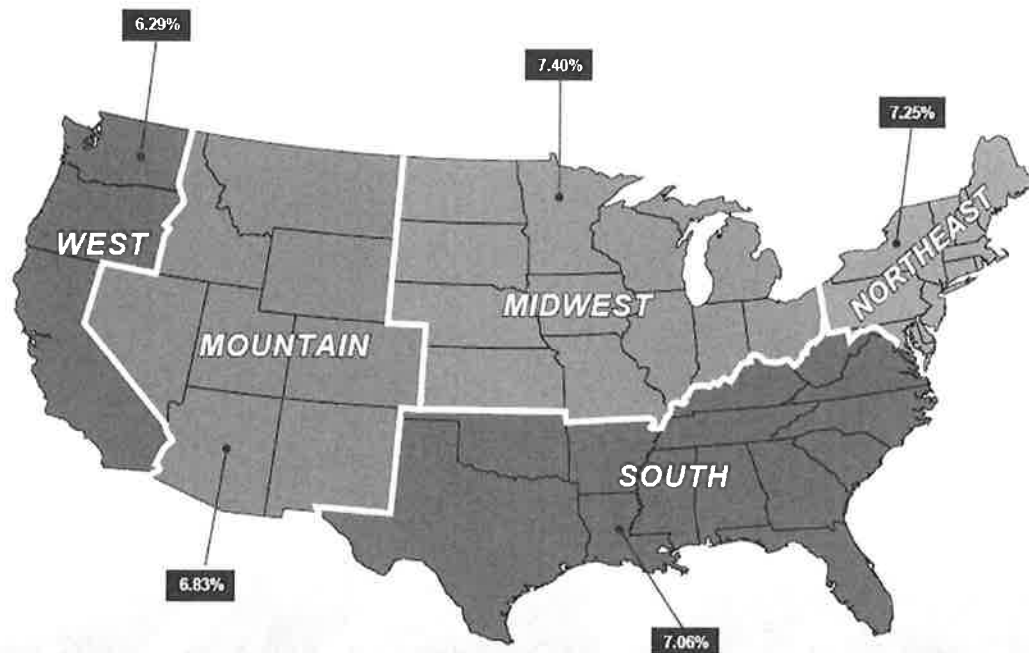 6.29%
7.40%
7.25%
WEST
MOUNTAIN
MIDWEST
NORTHEAST
SOUTH
6.83%
7.06%